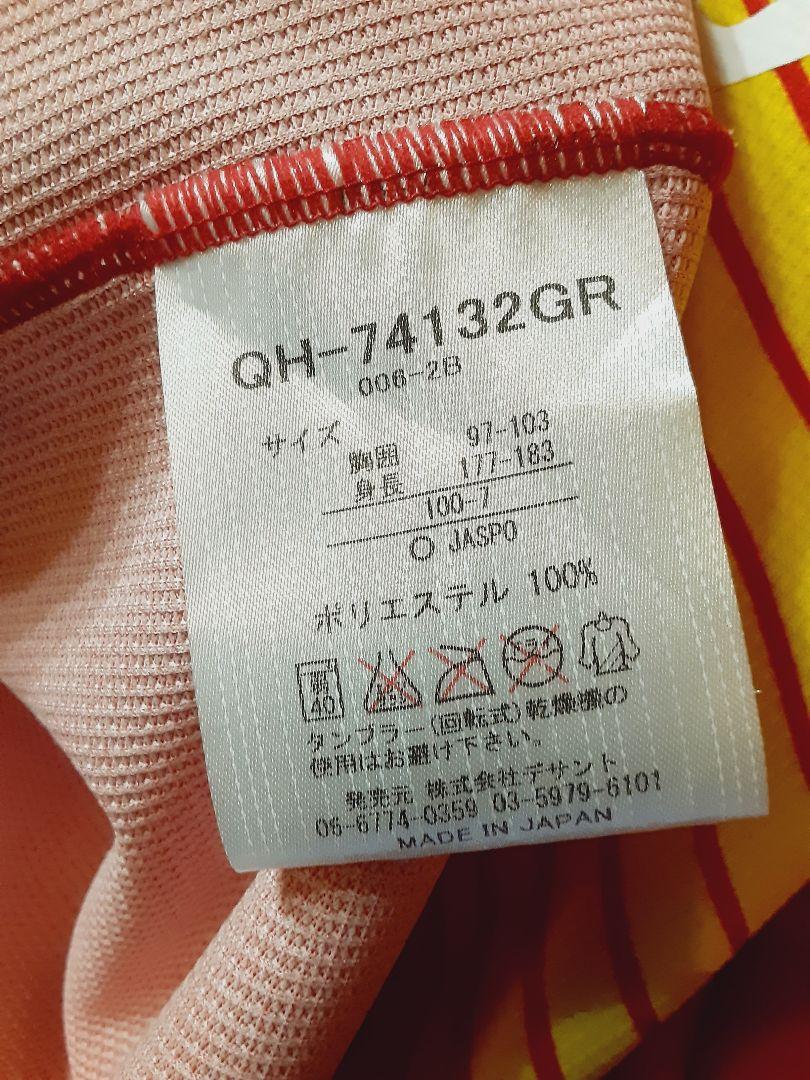 QH-74132GR
006-2B
サイズ
胸囲 97-103
身長 177-183
100-7
○ JASPO
ポリエステル 100%
弱 40
タンブラー(回転式)乾燥機の
使用はお避け下さい。
発売元 株式会社デサント
06-6774-0359 03-5979-6101
MADE IN JAPAN